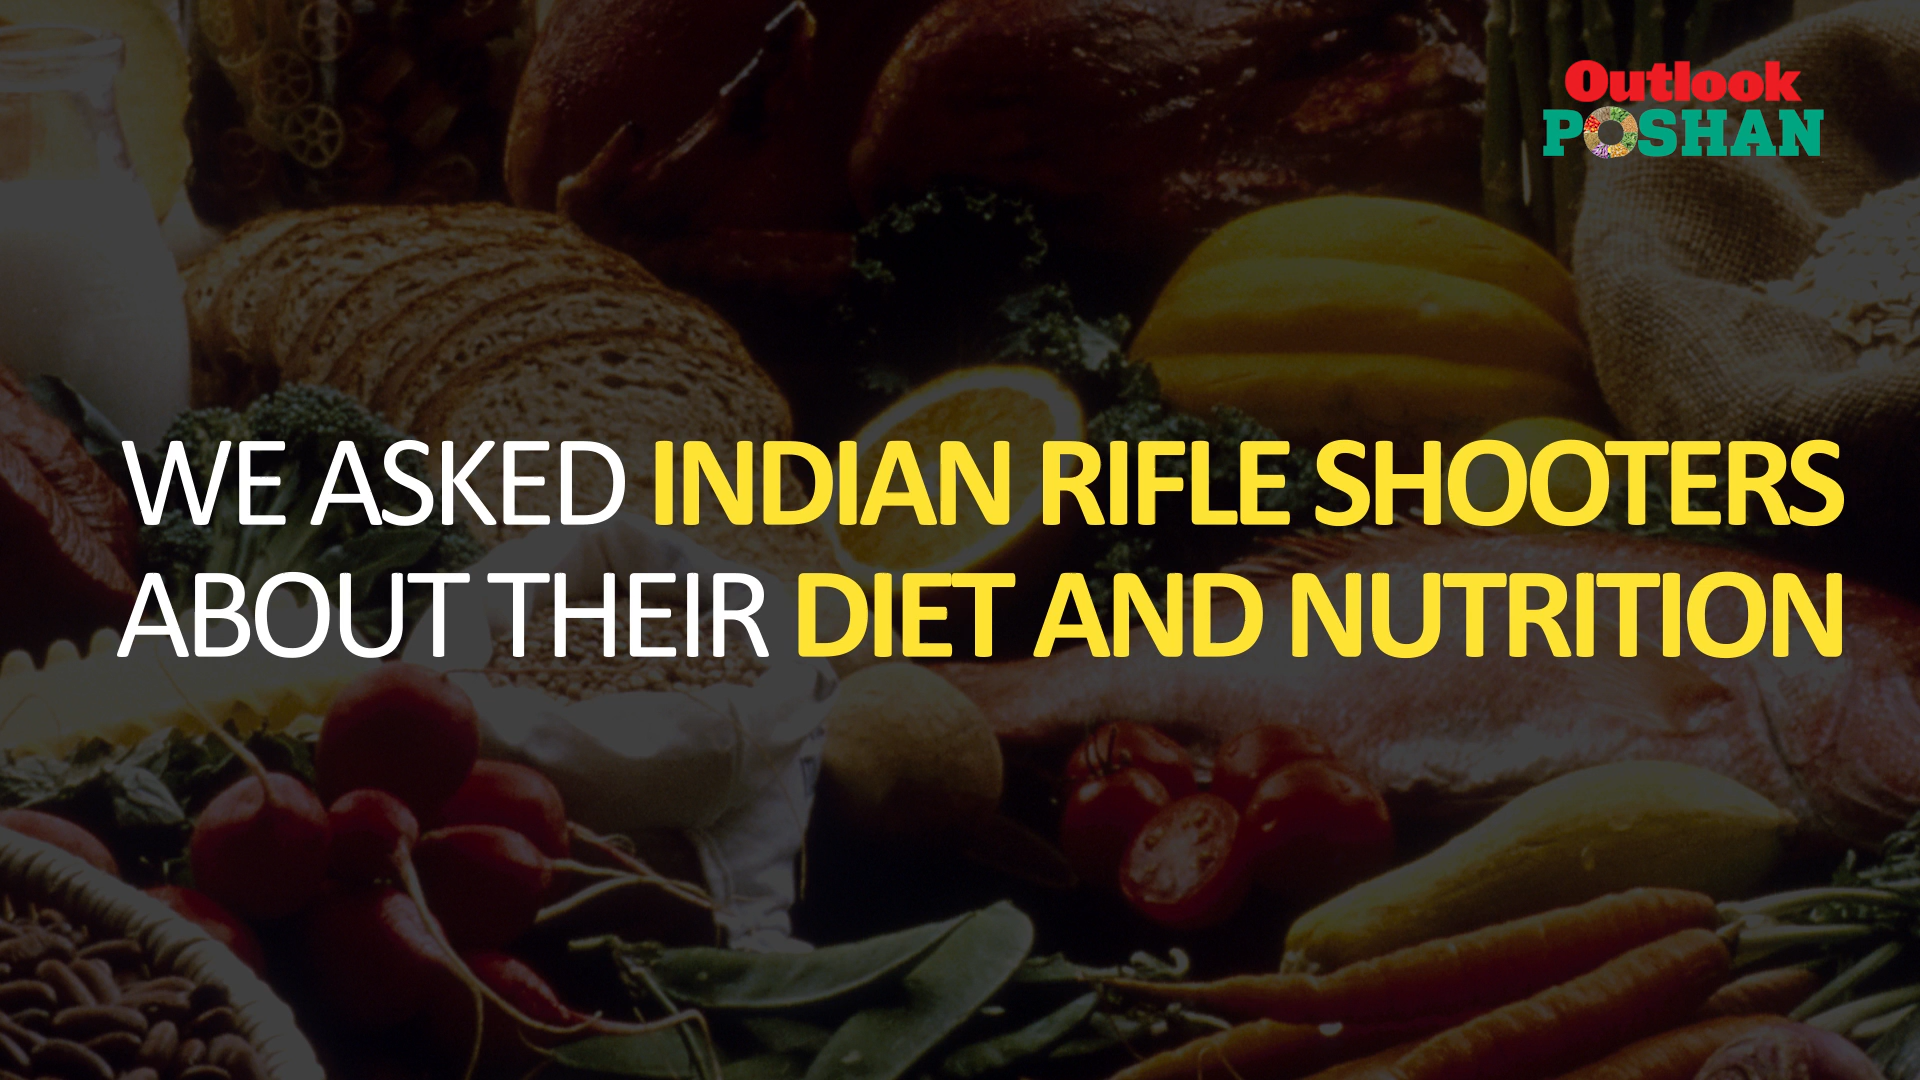 Outlook
POSHAN
WE ASKED INDIAN RIFLE SHOOTERS
ABOUT THEIR DIET AND NUTRITION